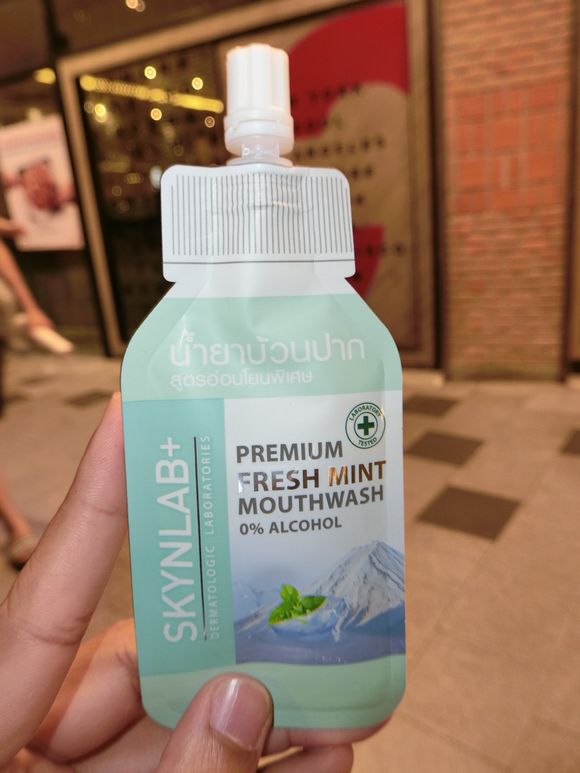 น้ำยาบ้วนปาก
สูตรอ่อนโยนพิเศษ
SKYNLAB+
DERMATOLOGIC LABORATORIES
LABORATORY
TESTED
PREMIUM
FRESH MINT
MOUTHWASH
0% ALCOHOL